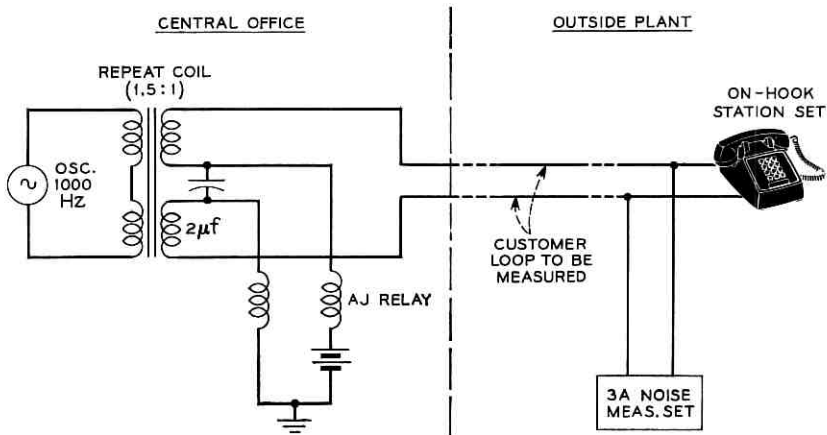 CENTRAL OFFICE
OUTSIDE PLANT
REPEAT COIL
(1,5:1)
OSC.
1000
Hz
2μf
AJ RELAY
CUSTOMER
LOOP TO BE
MEASURED
ON-HOOK
STATION SET
3A NOISE
MEAS. SET